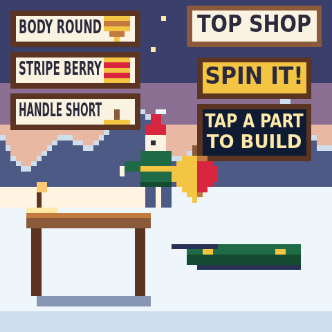 BODY ROUND
STRIPE BERRY
HANDLE SHORT
TOP SHOP
SPIN IT!
TAP A PART
TO BUILD